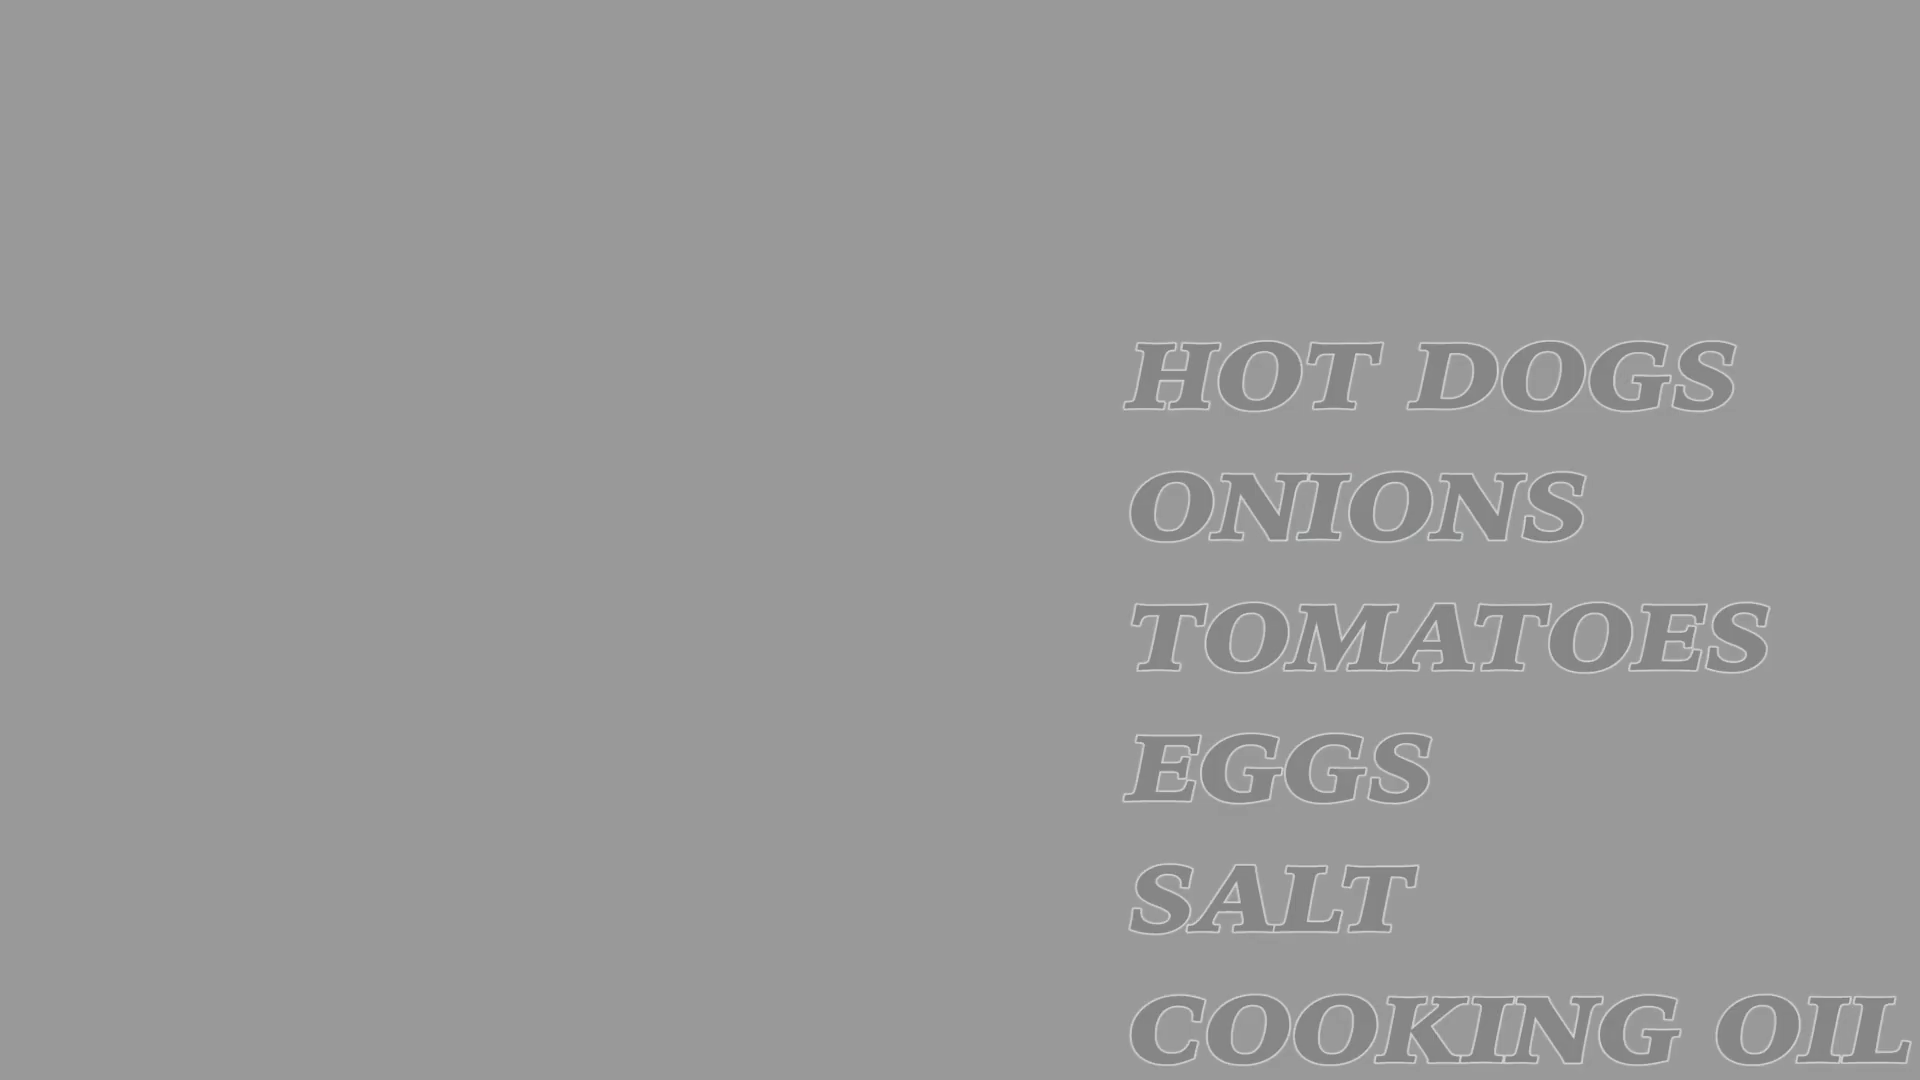 HOT DOGS
ONIONS
TOMATOES
EGGS
SALT
COOKING OIL